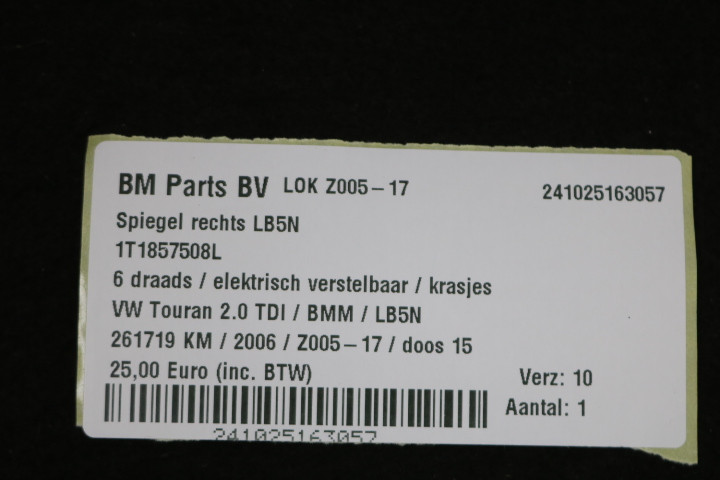 BM Parts BV LOK Z005-17 241025163057
Spiegel rechts LB5N
1T1857508L
6 draads / elektrisch verstelbaar / krasjes
VW Touran 2.0 TDI / BMM / LB5N
261719 KM / 2006 / Z005-17 / doos 15
25,00 Euro (inc. BTW) Verz: 10
Aantal: 1
241025163057